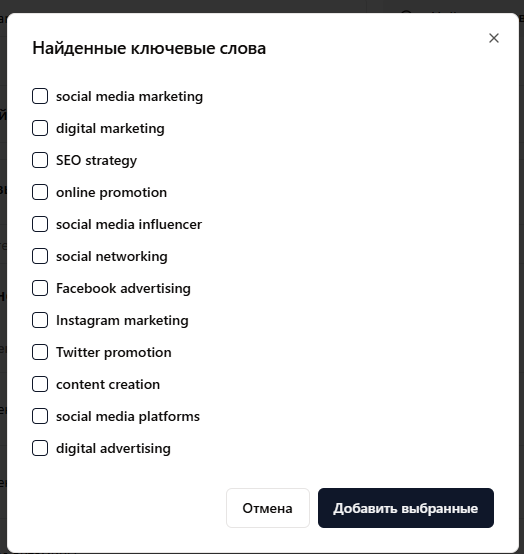 Найденные ключевые слова
social media marketing
digital marketing
SEO strategy
online promotion
social media influencer
social networking
Facebook advertising
Instagram marketing
Twitter promotion
content creation
social media platforms
digital advertising
Отмена
Добавить выбранные